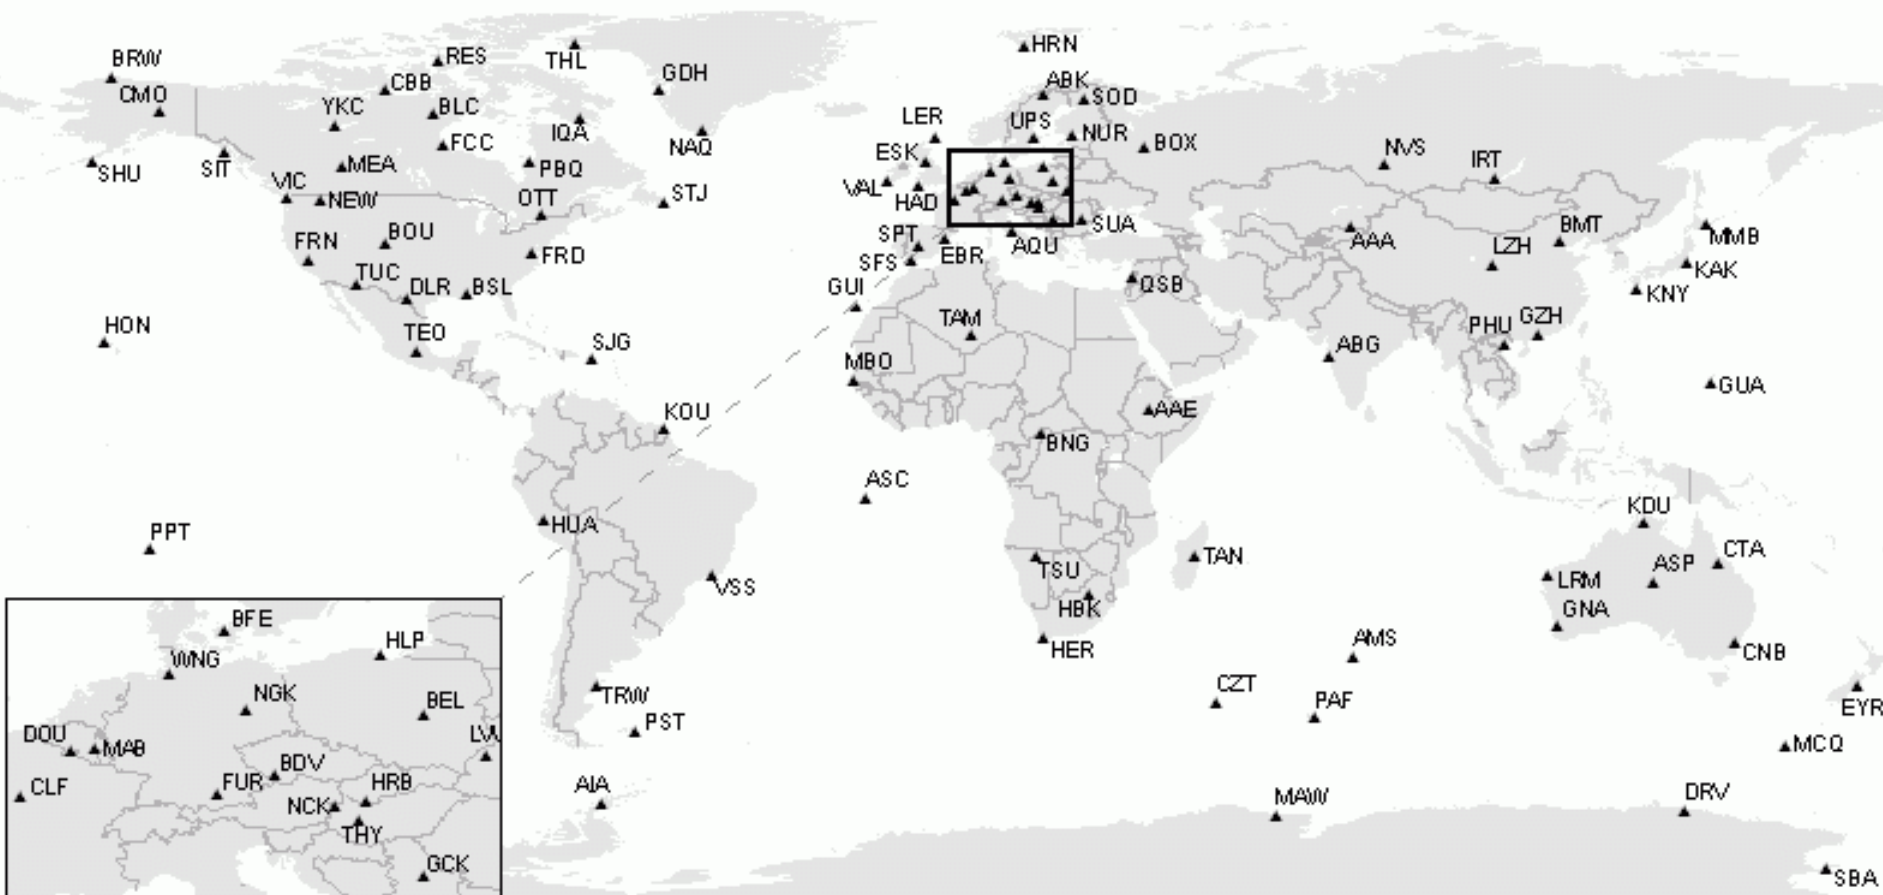 BRW
RES
THL
HRN
CMO
CBB
GDH
ABK
SOD
YKC
BLC
IQA
LER
UPS
NUR
BOX
FCC
NAQ
ESK
NVS
IRT
SHU
SIT
MEA
PBQ
VIC
NEW
OTT
STJ
VAL
HAD
FRN
BOU
FRD
SPT
EBR
AQU
SUA
AAA
LZH
BMT
MMB
TUC
DLR
BSL
SFS
GUI
QSB
KAK
KNY
HON
TEO
SJG
TAM
MBO
ABG
PHU
GZH
GUA
KOU
AAE
BNG
ASC
HUA
KDU
PPT
VSS
TSU
TAN
LRM
ASP
CTA
HBK
GNA
HER
AMS
CNB
TRW
PST
CZT
PAF
EYR
MCQ
AIA
MAW
DRV
SBA
BFE
HLP
WNG
NGK
BEL
DOU
MAB
BDV
CLF
FUR
HRB
NCK
THY
GCK